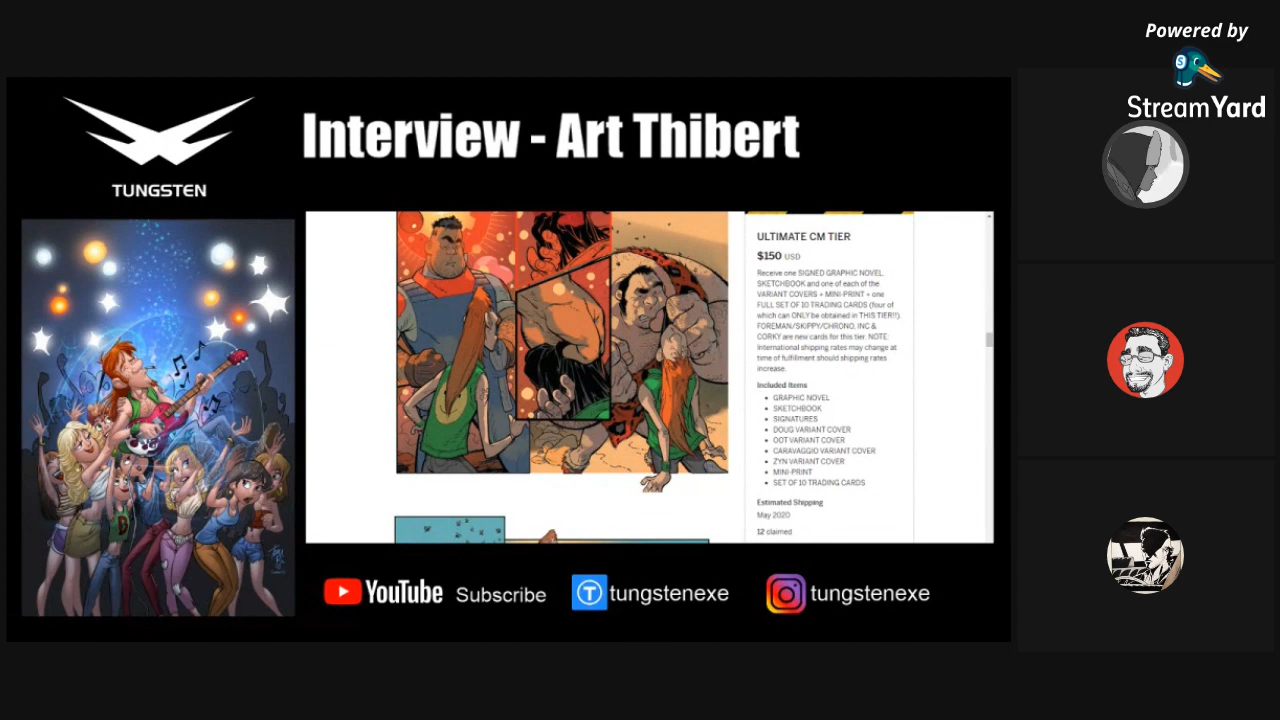 Powered by
StreamYard
TUNGSTEN
Interview - Art Thibert
ULTIMATE CM TIER
$150 USD
Receive one SIGNED GRAPHIC NOVEL,
SKETCHBOOK and one of each of the
VARIANT COVERS + MINI-PRINT + one
FULL SET OF 10 TRADING CARDS (four of
which can ONLY be obtained in THIS TIER!!).
FOREMAN/SKIPPY/CHRONO, INC &
CORKY are new cards for this tier. NOTE:
International shipping rates may change at
time of fulfillment should shipping rates
increase.
Included Items
• GRAPHIC NOVEL
• SKETCHBOOK
• SIGNATURES
• DOUG VARIANT COVER
• OOT VARIANT COVER
• CARAVAGGIO VARIANT COVER
• ZYN VARIANT COVER
• MINI-PRINT
• SET OF 10 TRADING CARDS
Estimated Shipping
May 2020
12 claimed
YouTube Subscribe
tungstenexe
tungstenexe